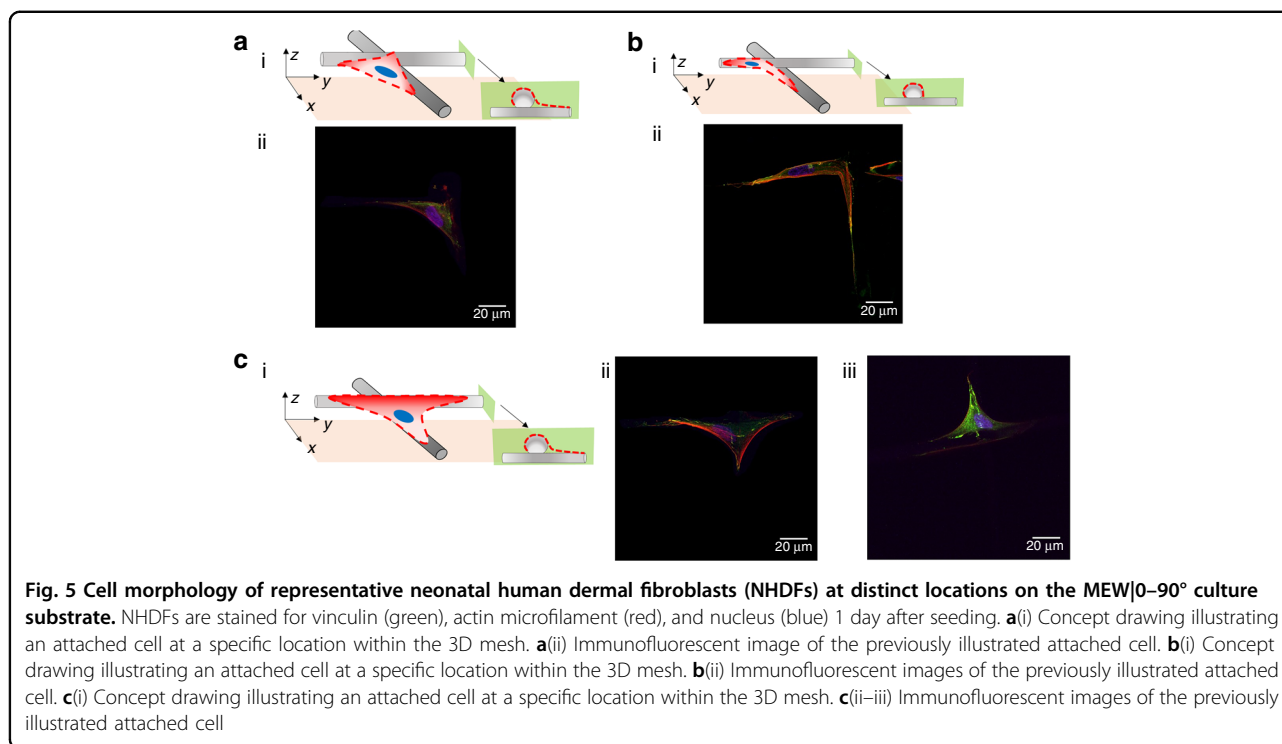 a
b
i
z
y
x
i
z
y
x
ii
ii
20 µm
20 µm
c
i
z
y
x
ii
iii
20 µm
20 µm
Fig. 5 Cell morphology of representative neonatal human dermal fibroblasts (NHDFs) at distinct locations on the MEW|0–90° culture
substrate. NHDFs are stained for vinculin (green), actin microfilament (red), and nucleus (blue) 1 day after seeding. a(i) Concept drawing illustrating
an attached cell at a specific location within the 3D mesh. a(ii) Immunofluorescent image of the previously illustrated attached cell. b(i) Concept
drawing illustrating an attached cell at a specific location within the 3D mesh. b(ii) Immunofluorescent images of the previously illustrated attached
cell. c(i) Concept drawing illustrating an attached cell at a specific location within the 3D mesh. c(ii–iii) Immunofluorescent images of the previously
illustrated attached cell